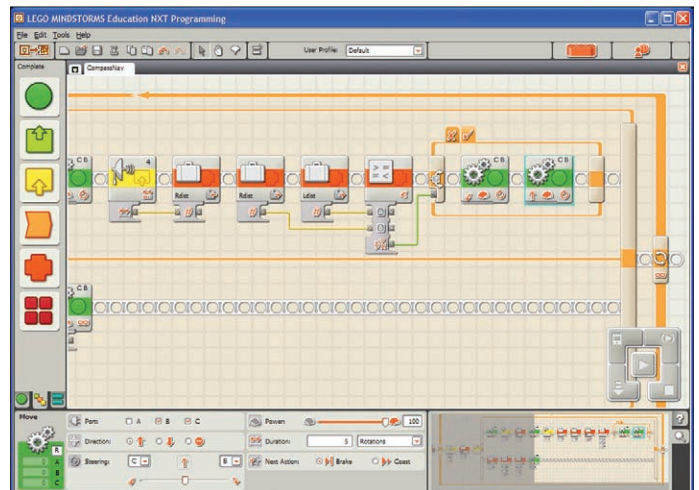 LEGO MINDSTORMS Education NXT Programming
File Edit Tools Help
User Profile: Default
Complete
CompassNav
C B
4
C B
C B
Rdist
Rdist
Ldist
C B
Move
R
A
B
C
Port: A B C
Power: 100
Direction:
Duration: 5 Rotations
Steering: C B
Next Action: Brake Coast